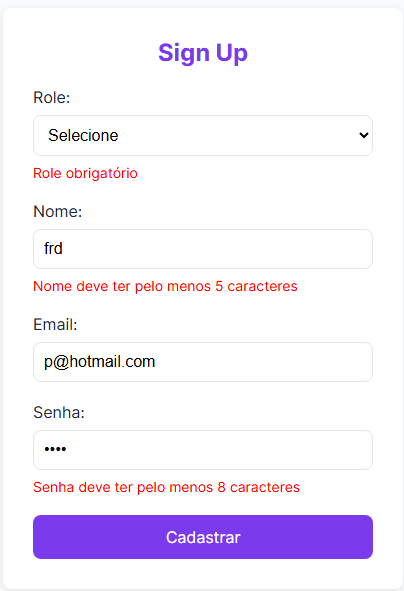 Sign Up
Role:
Selecione
Role obrigatório
Nome:
frd
Nome deve ter pelo menos 5 caracteres
Email:
p@hotmail.com
Senha:
••••
Senha deve ter pelo menos 8 caracteres
Cadastrar